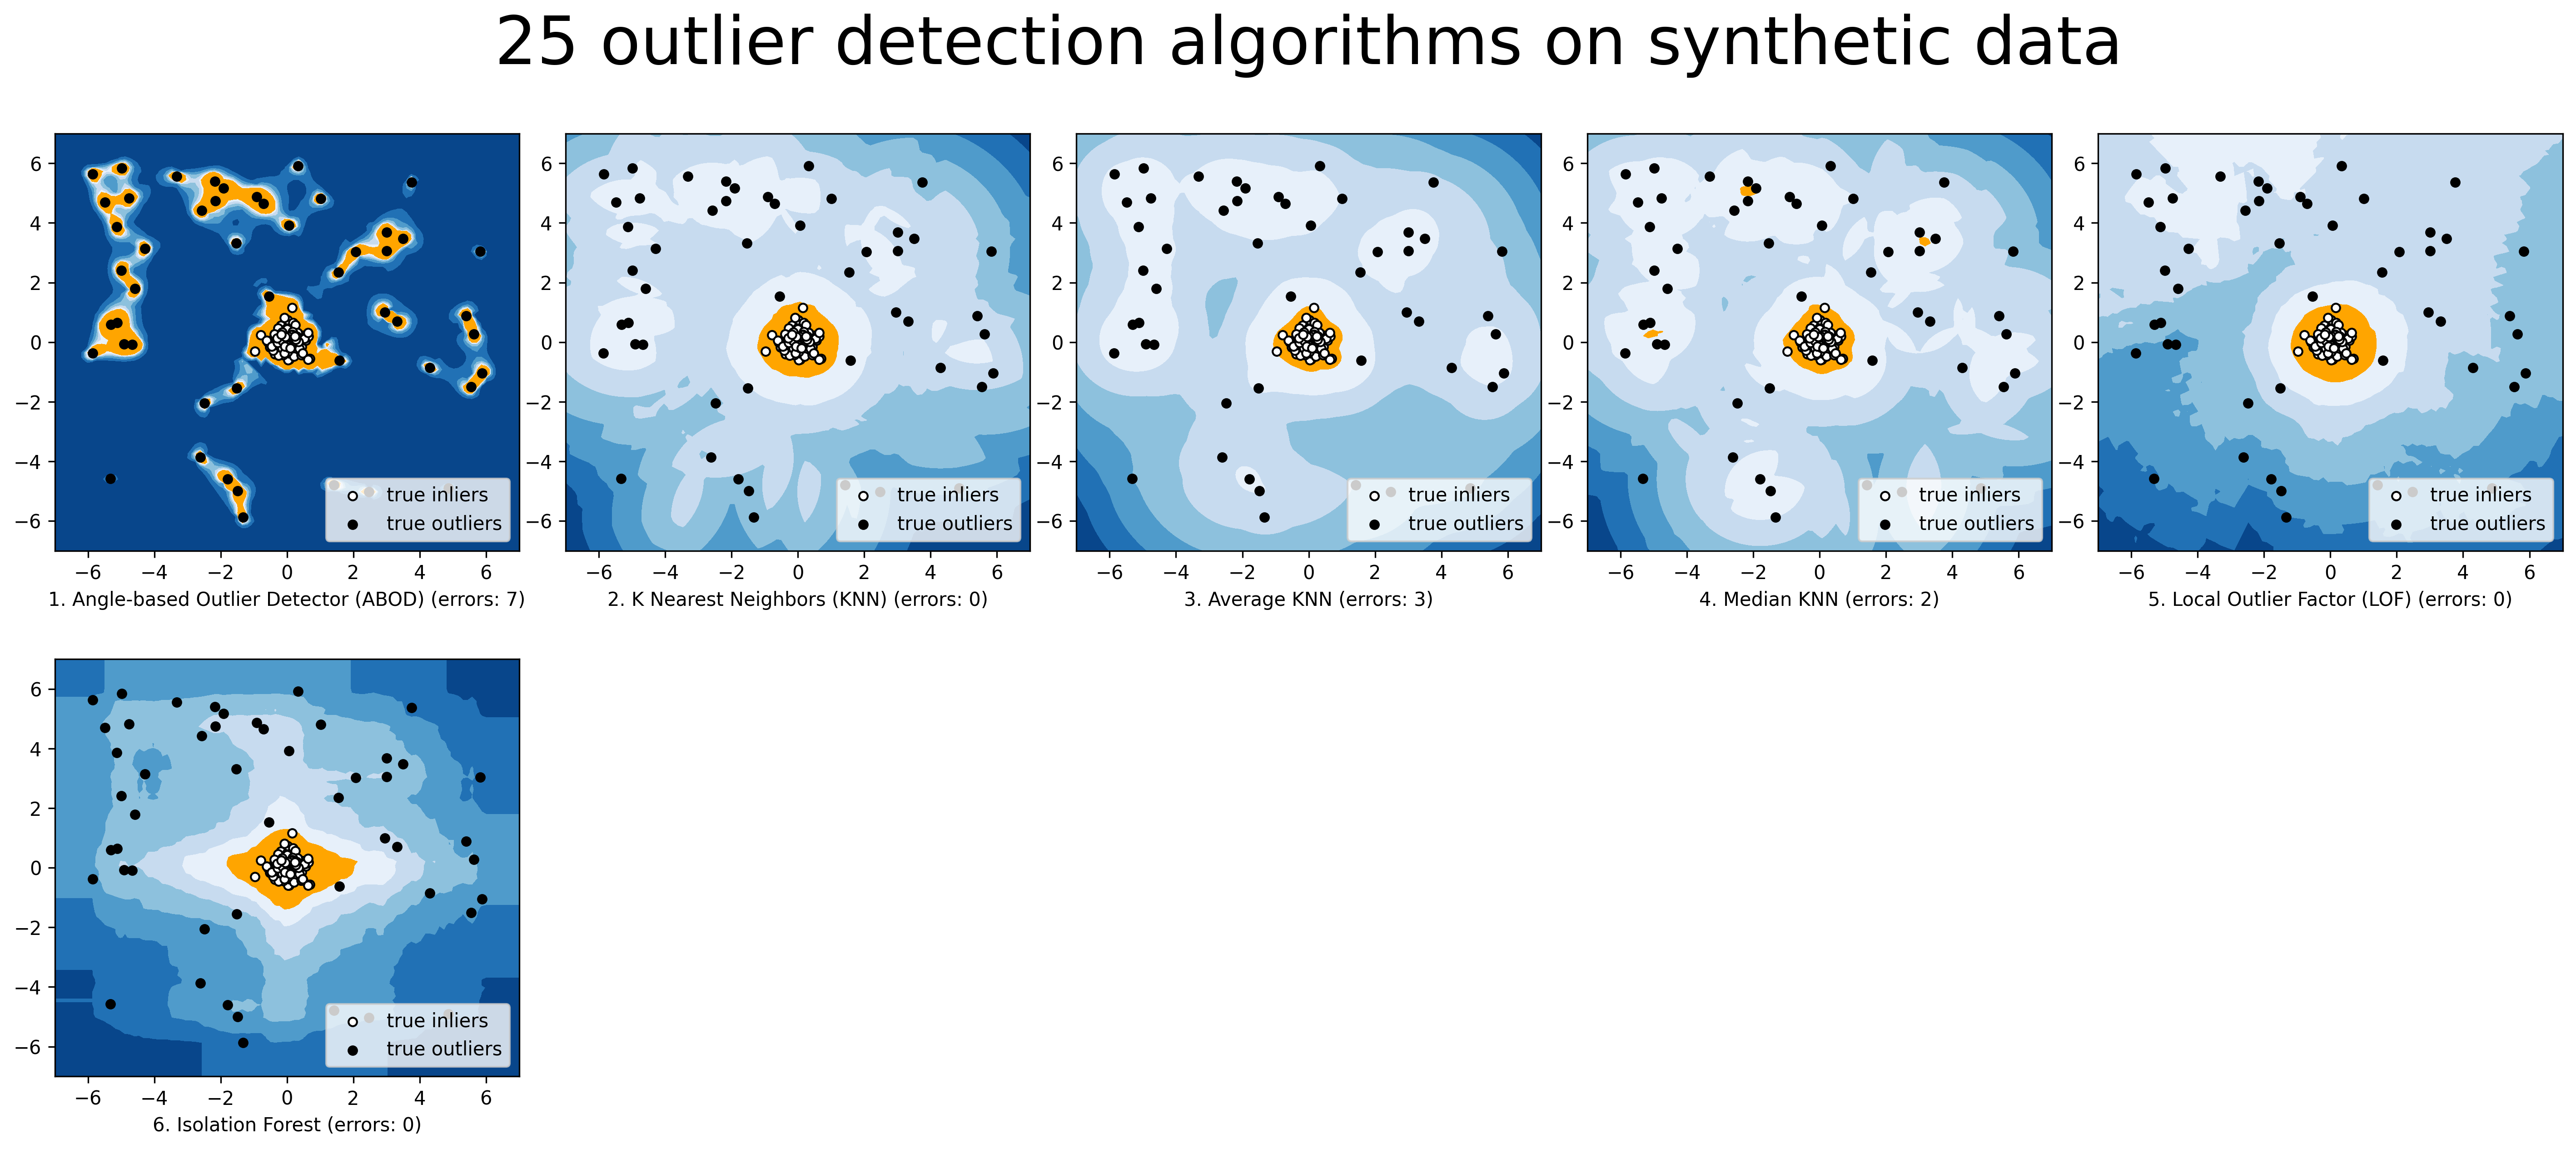 25 outlier detection algorithms on synthetic data
6
4
2
0
−2
−4
−6
true inliers
true outliers
−6 −4 −2 0 2 4 6
1. Angle-based Outlier Detector (ABOD) (errors: 7)
6
4
2
0
−2
−4
−6
true inliers
true outliers
−6 −4 −2 0 2 4 6
2. K Nearest Neighbors (KNN) (errors: 0)
6
4
2
0
−2
−4
−6
true inliers
true outliers
−6 −4 −2 0 2 4 6
3. Average KNN (errors: 3)
6
4
2
0
−2
−4
−6
true inliers
true outliers
−6 −4 −2 0 2 4 6
4. Median KNN (errors: 2)
6
4
2
0
−2
−4
−6
true inliers
true outliers
−6 −4 −2 0 2 4 6
5. Local Outlier Factor (LOF) (errors: 0)
6
4
2
0
−2
−4
−6
true inliers
true outliers
−6 −4 −2 0 2 4 6
6. Isolation Forest (errors: 0)